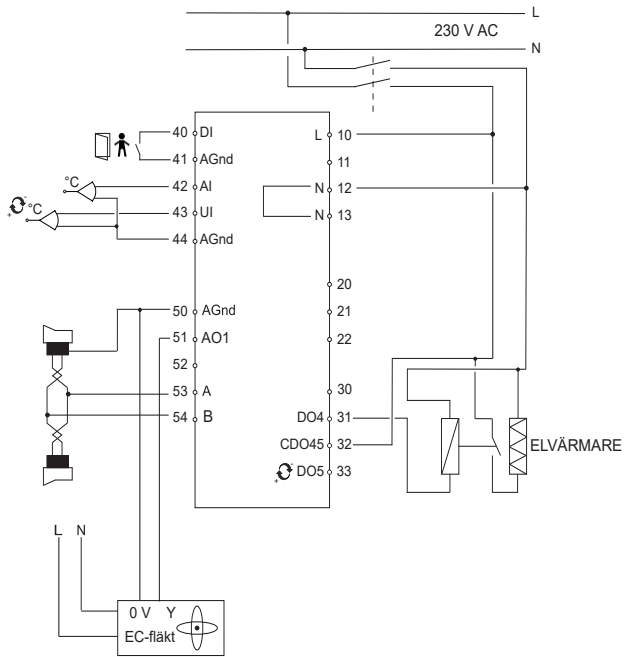 L
230 V AC
N
40 DI
L 10
41 AGnd
11
°C
42 AI
N 12
°C
43 UI
N 13
44 AGnd
20
50 AGnd
21
51 AO1
22
52
53 A
30
54 B
DO4 31
CDO45 32
ELVÄRMARE
DO5 33
L N
0 V Y
EC-fläkt